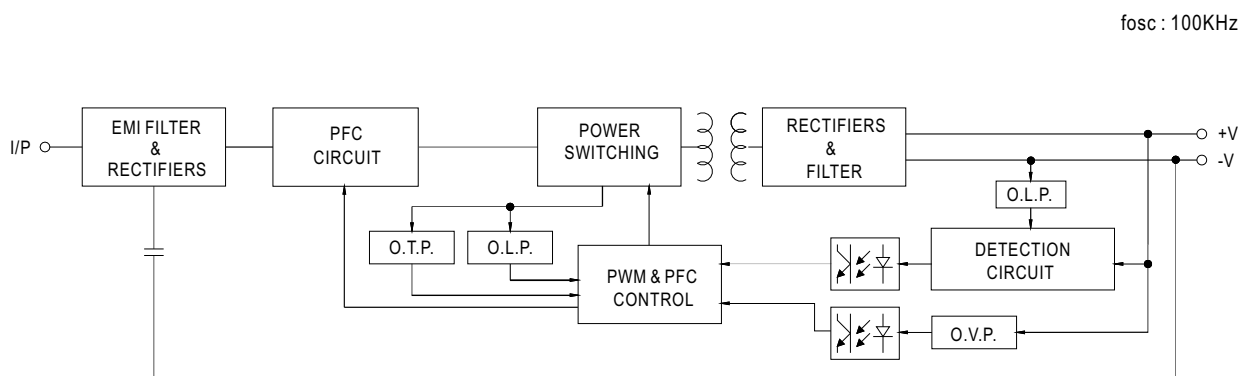 fosc : 100KHz
I/P
EMI FILTER
&
RECTIFIERS
PFC
CIRCUIT
POWER
SWITCHING
RECTIFIERS
&
FILTER
+V
-V
O.L.P.
O.T.P.
O.L.P.
PWM & PFC
CONTROL
DETECTION
CIRCUIT
O.V.P.